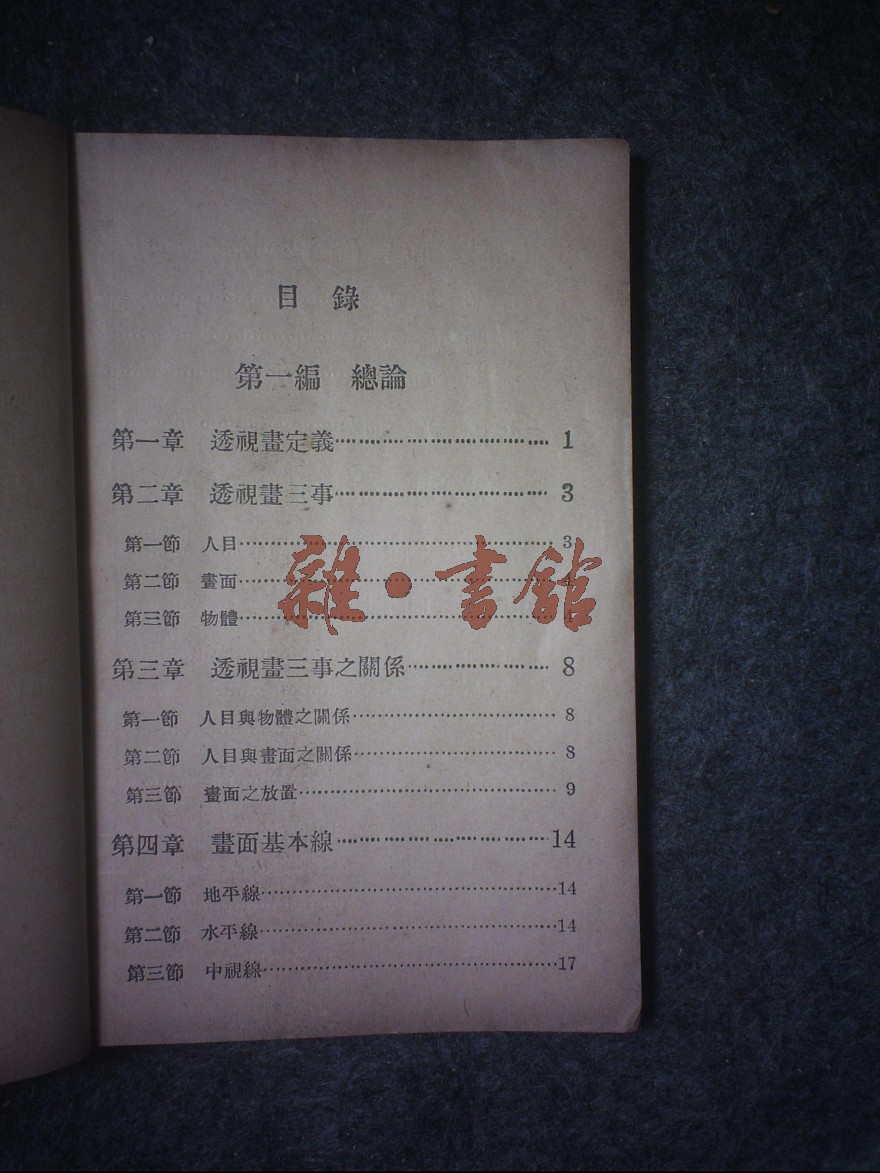 目錄
第一編 總論
第一章 透視畫定義 1
第二章 透視畫三事 3
第一節 人目 3
第二節 畫面
第三節 物體
雜·書舘
第三章 透視畫三事之關係 8
第一節 人目與物體之關係 8
第二節 人目與畫面之關係 8
第三節 畫面之放置 9
第四章 畫面基本線 14
第一節 地平線 14
第二節 水平線 14
第三節 中視線 17